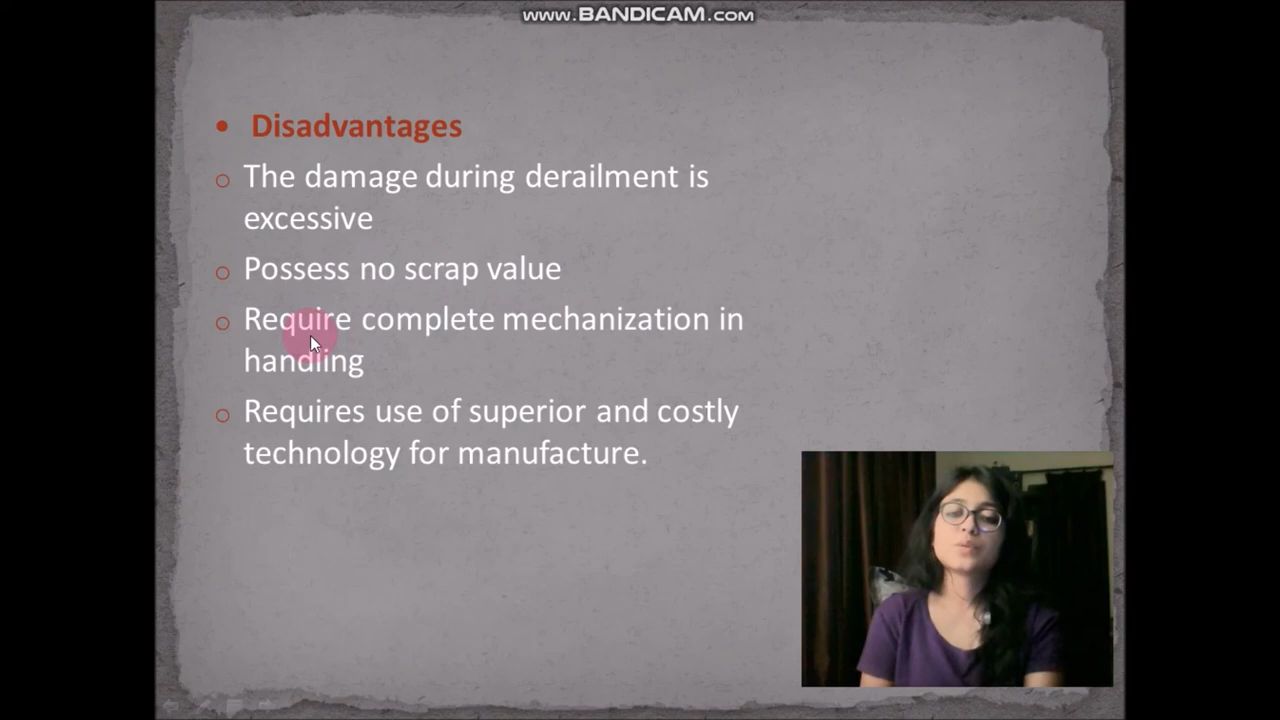 www.BANDICAM.com
• Disadvantages
o The damage during derailment is
excessive
o Possess no scrap value
o Require complete mechanization in
handling
o Requires use of superior and costly
technology for manufacture.